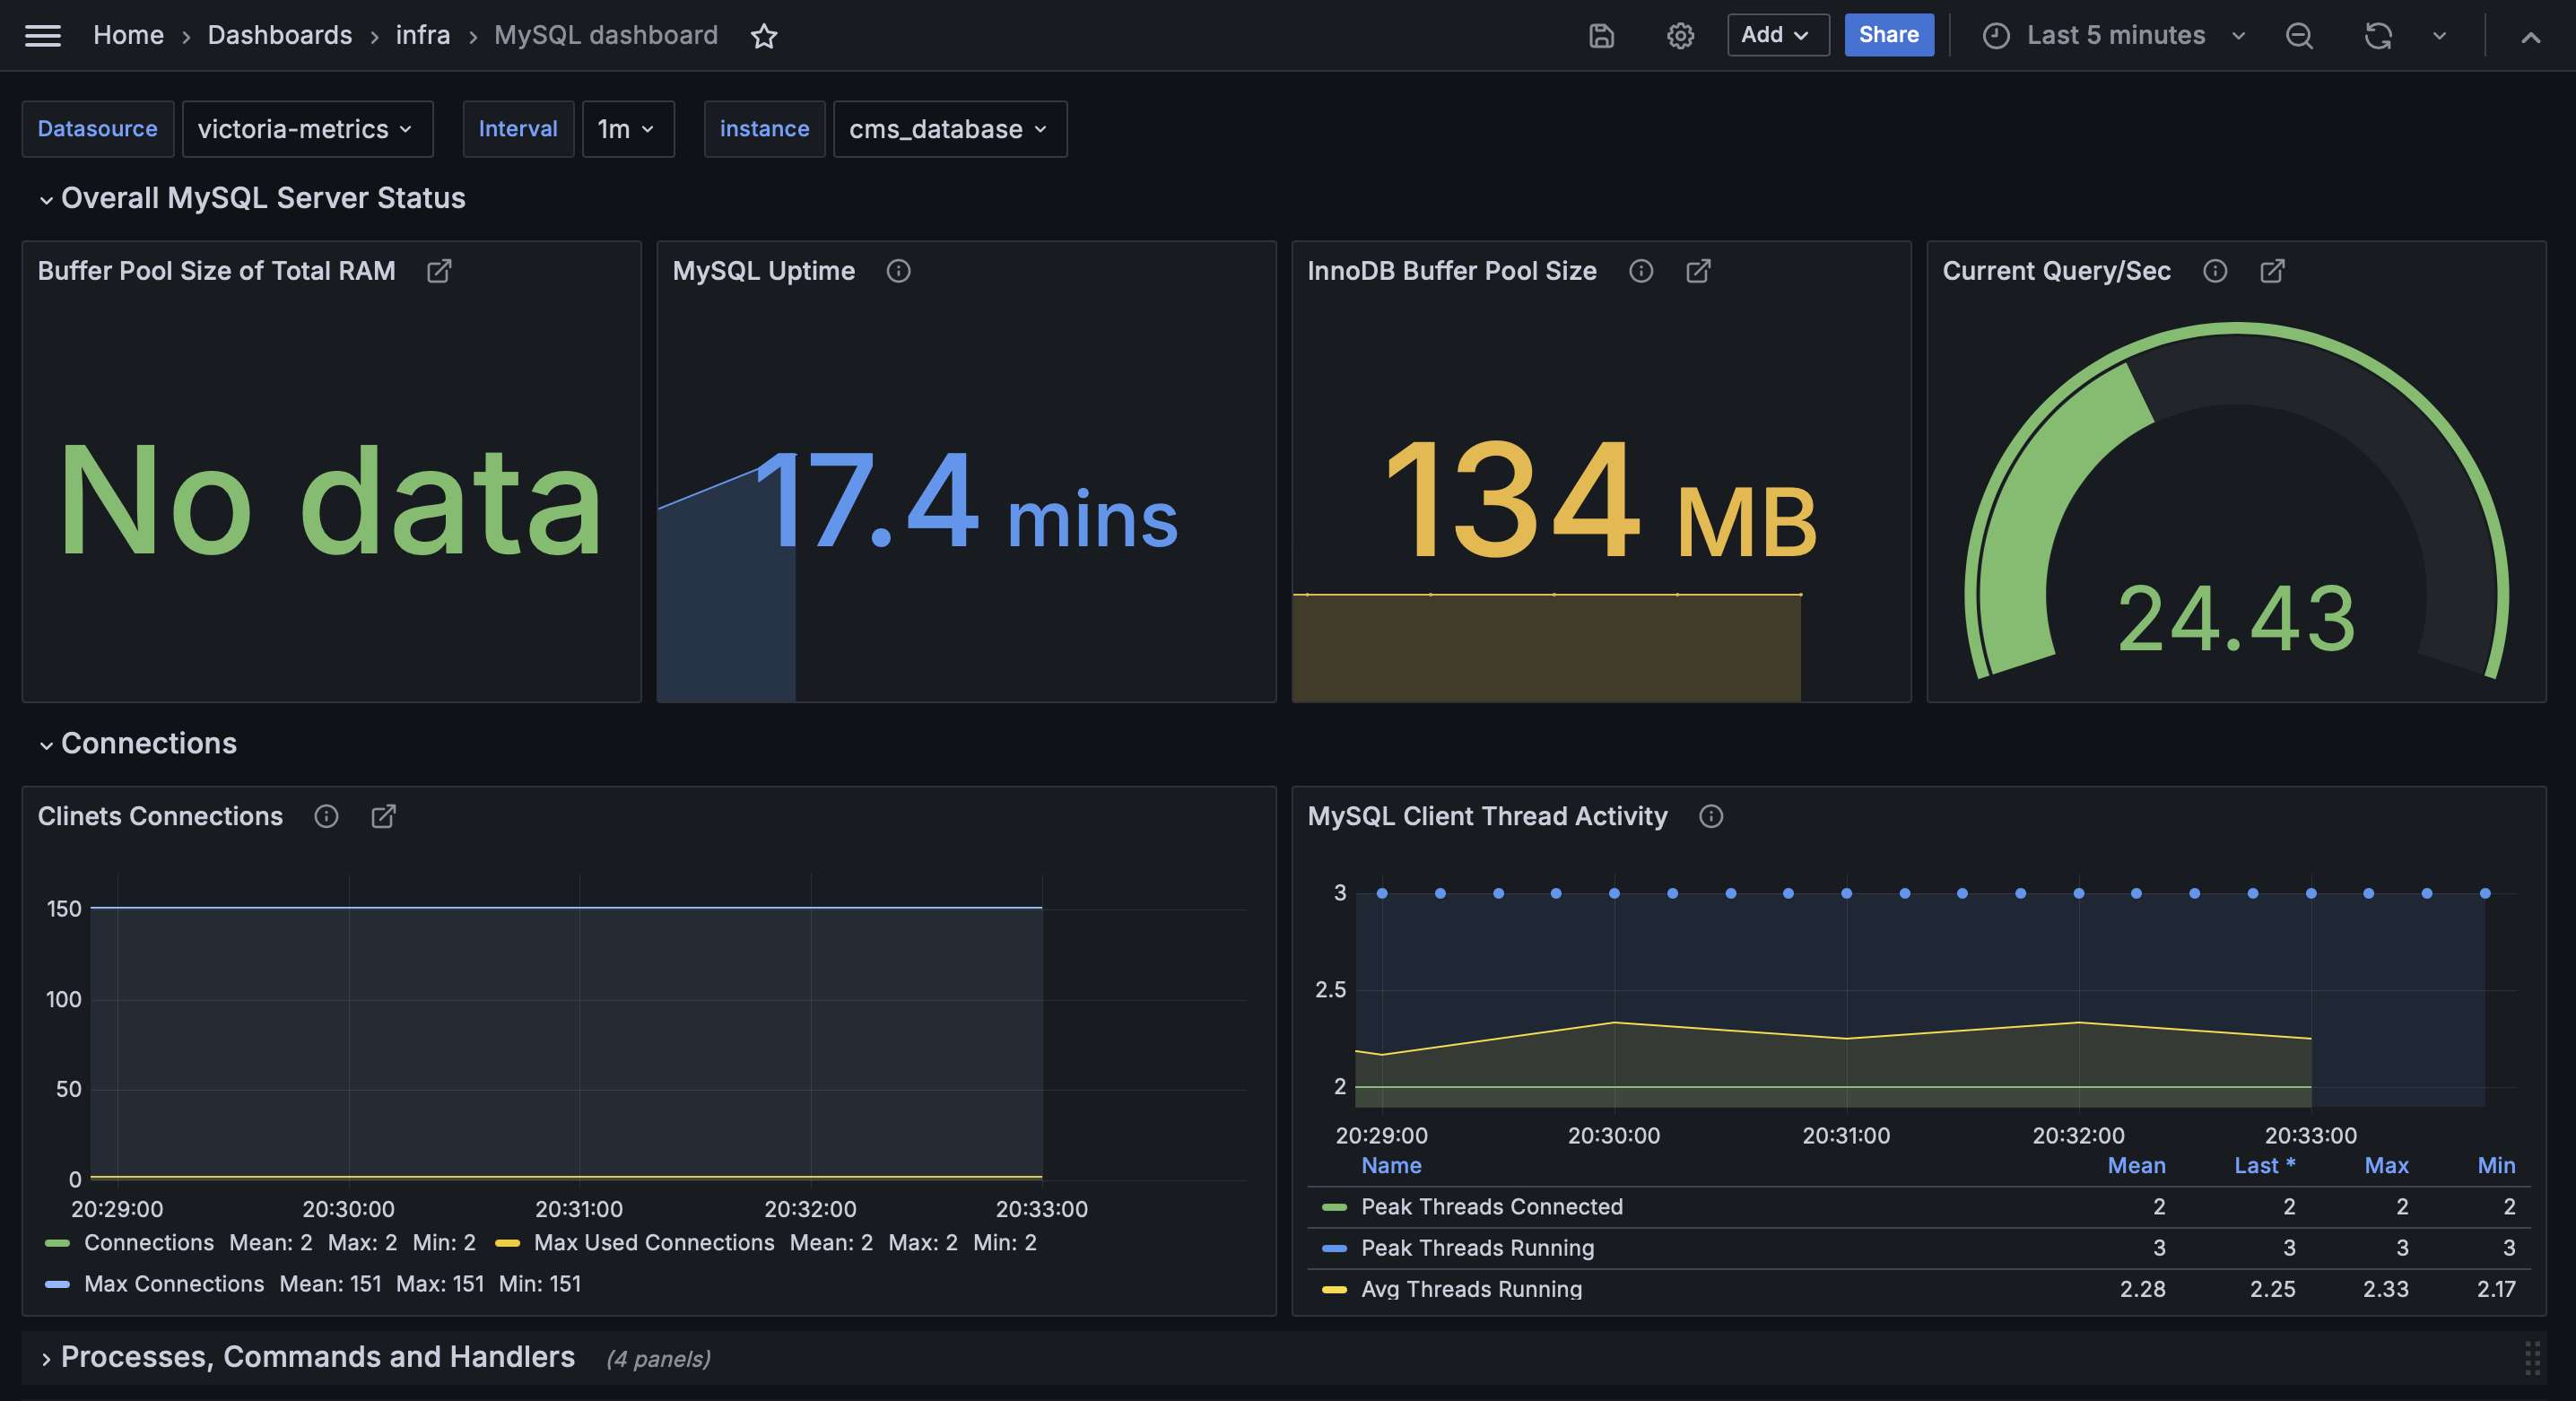 Home › Dashboards › infra › MySQL dashboard
Add
Share
Last 5 minutes
Datasource victoria-metrics Interval 1m instance cms_database
Overall MySQL Server Status
Buffer Pool Size of Total RAM
No data
MySQL Uptime
17.4 mins
InnoDB Buffer Pool Size
134 MB
Current Query/Sec
24.43
Connections
Clinets Connections
150
100
50
0
20:29:00 20:30:00 20:31:00 20:32:00 20:33:00
Connections Mean: 2 Max: 2 Min: 2 Max Used Connections Mean: 2 Max: 2 Min: 2
Max Connections Mean: 151 Max: 151 Min: 151
MySQL Client Thread Activity
3
2.5
2
20:29:00 20:30:00 20:31:00 20:32:00 20:33:00
Name Mean Last * Max Min
Peak Threads Connected 2 2 2 2
Peak Threads Running 3 3 3 3
Avg Threads Running 2.28 2.25 2.33 2.17
Processes, Commands and Handlers (4 panels)